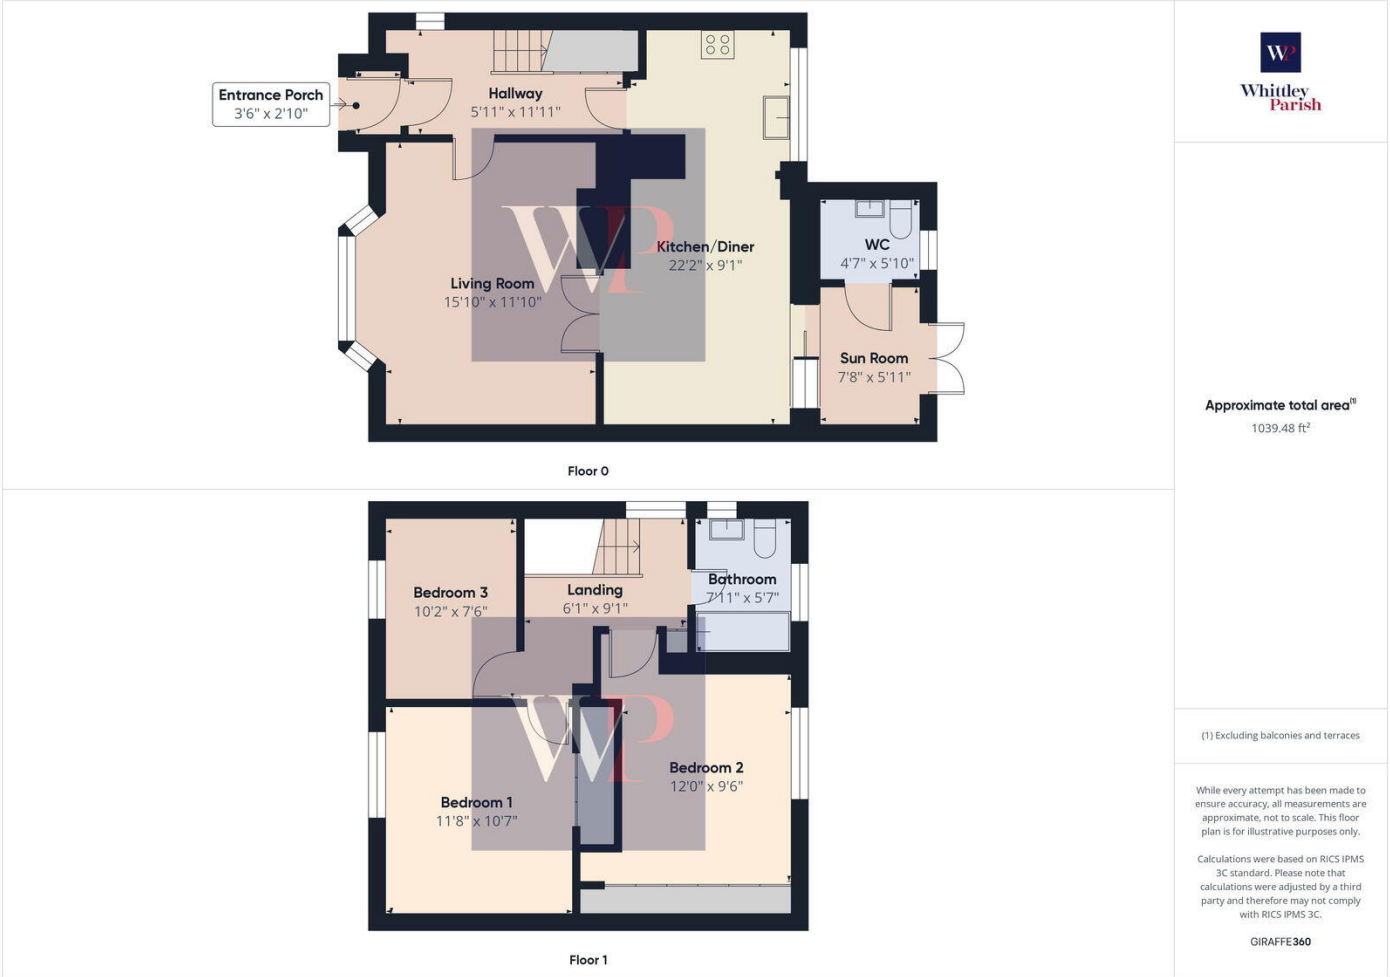 Entrance Porch
3'6" x 2'10"
Hallway
5'11" x 11'11"
Living Room
15'10" x 11'10"
Kitchen/Diner
22'2" x 9'1"
WC
4'7" x 5'10"
Sun Room
7'8" x 5'11"
WP
Floor 0
Bedroom 3
10'2" x 7'6"
Landing
6'1" x 9'1"
Bathroom
7'11" x 5'7"
Bedroom 1
11'8" x 10'7"
Bedroom 2
12'0" x 9'6"
WP
Floor 1
WP
Whittley
Parish
Approximate total area(1)
1039.48 ft²
(1) Excluding balconies and terraces
While every attempt has been made to
ensure accuracy, all measurements are
approximate, not to scale. This floor
plan is for illustrative purposes only.
Calculations were based on RICS IPMS
3C standard. Please note that
calculations were adjusted by a third
party and therefore may not comply
with RICS IPMS 3C.
GIRAFFE360